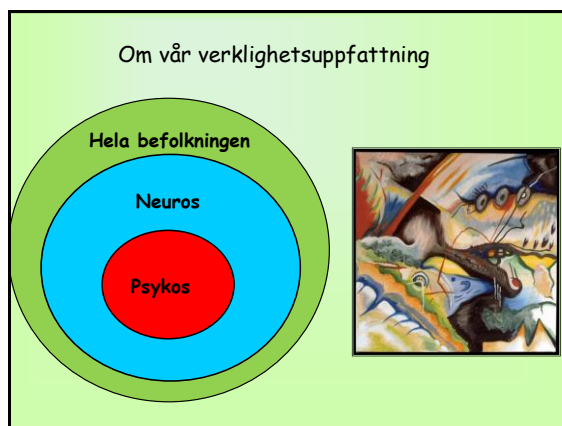 Om vår verklighetsuppfattning
Hela befolkningen
Neuros
Psykos